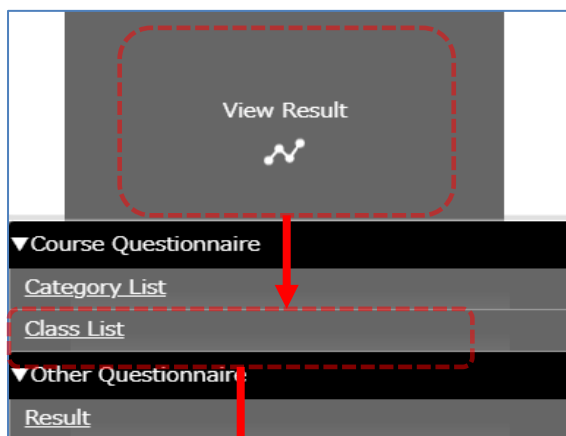 View Result
▼Course Questionnaire
Category List
Class List
▼Other Questionnaire
Result